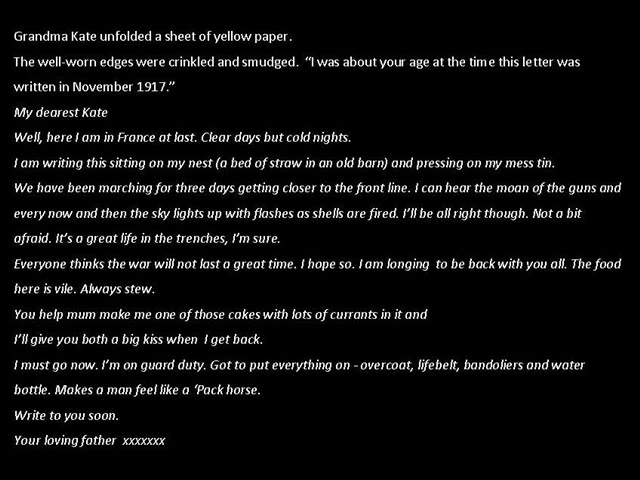 Grandma Kate unfolded a sheet of yellow paper.
The well-worn edges were crinkled and smudged.  “I was about your age at the time this letter was
written in November 1917.”
My dearest Kate
Well, here I am in France at last. Clear days but cold nights.
I am writing this sitting on my nest (a bed of straw in an old barn) and pressing on my mess tin.
We have been marching for three days getting closer to the front line. I can hear the moan of the guns and
every now and then the sky lights up with flashes as shells are fired. I’ll be all right though. Not a bit
afraid. It’s a great life in the trenches, I’m sure.
Everyone thinks the war will not last a great time. I hope so. I am longing  to be back with you all. The food
here is vile. Always stew.
You help mum make me one of those cakes with lots of currants in it and
I’ll give you both a big kiss when  I get back.
I must go now. I’m on guard duty. Got to put everything on - overcoat, lifebelt, bandoliers and water
bottle. Makes a man feel like a ‘Pack horse.
Write to you soon.
Your loving father  xxxxxxx